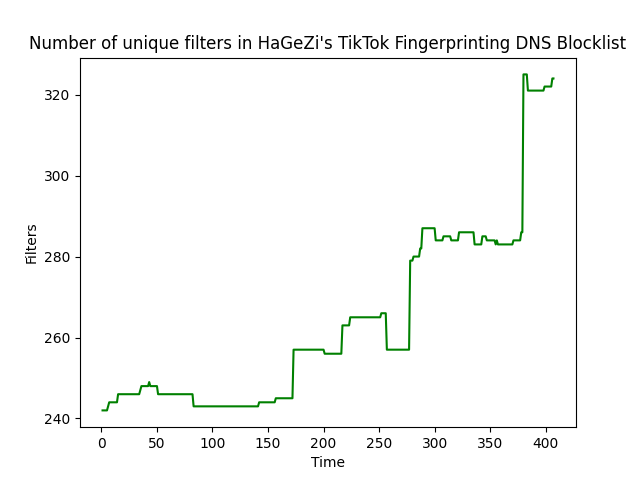 Number of unique filters in HaGeZi's TikTok Fingerprinting DNS Blocklist
320
300
280
260
240
Filters
0 50 100 150 200 250 300 350 400
Time